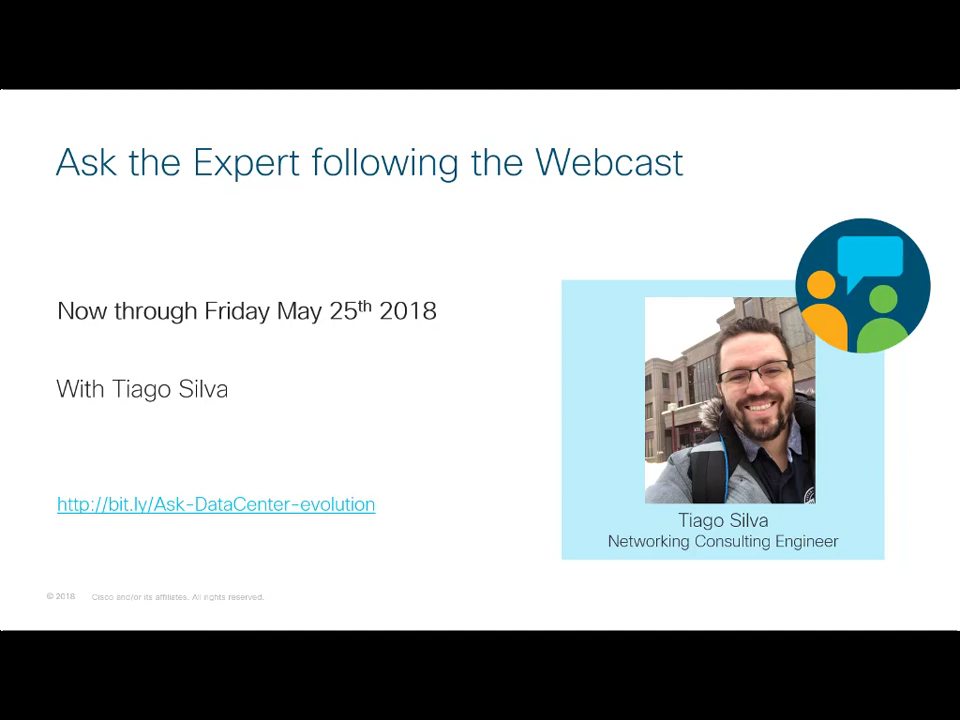 Ask the Expert following the Webcast
Now through Friday May 25th 2018
With Tiago Silva
http://bit.ly/Ask-DataCenter-evolution
Tiago Silva
Networking Consulting Engineer
© 2018 Cisco and/or its affiliates. All rights reserved.